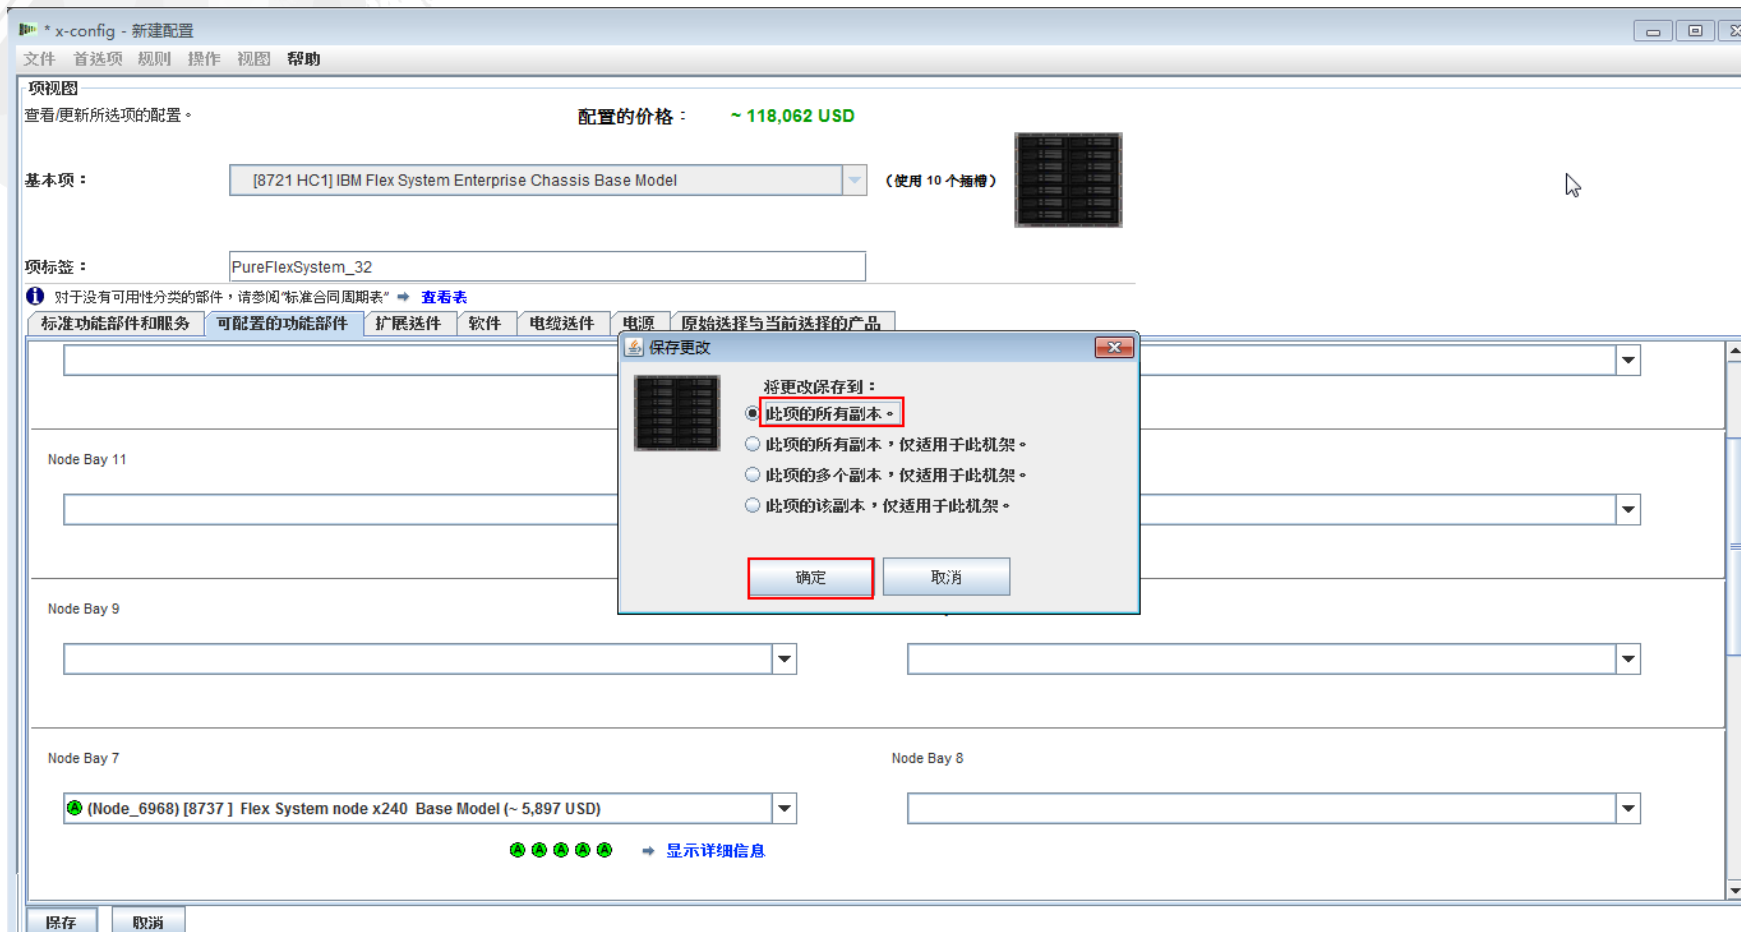 * x-config - 新建配置
文件 首选项 规则 操作 视图 帮助
项视图
查看/更新所选项的配置。
配置的价格： ~ 118,062 USD
基本项： [8721 HC1] IBM Flex System Enterprise Chassis Base Model （使用 10 个插槽）
项标签： PureFlexSystem_32
对于没有可用性分类的部件，请参阅“标准合同周期表” 查看表
标准功能部件和服务 可配置的功能部件 扩展选件 软件 电缆选件 电源 原始选择与当前选择的产品
保存更改
将更改保存到：
此项的所有副本。
此项的所有副本，仅适用于此机架。
此项的多个副本，仅适用于此机架。
此项的该副本，仅适用于此机架。
确定 取消
Node Bay 11
Node Bay 9
Node Bay 7 Node Bay 8
A (Node_6968) [8737 ] Flex System node x240 Base Model (~ 5,897 USD)
A A A A A 显示详细信息
保存 取消